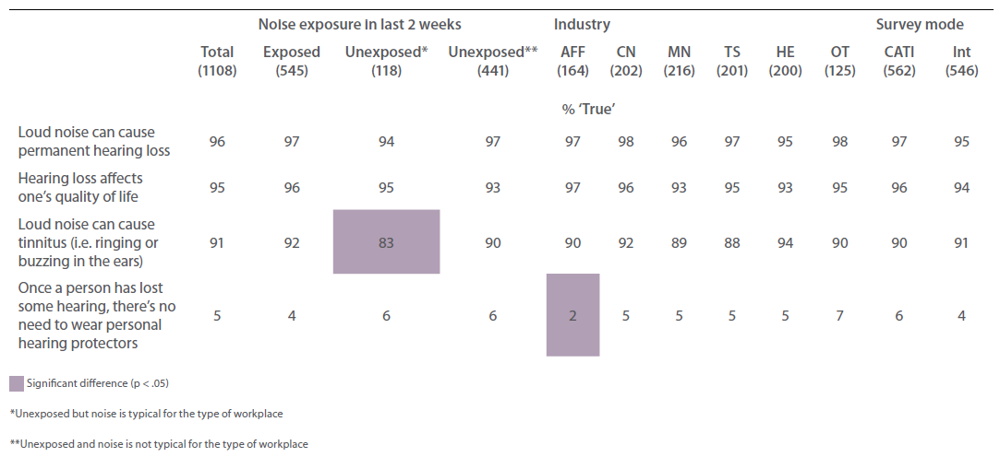 Noise exposure in last 2 weeks Industry Survey mode
Total Exposed Unexposed* Unexposed** AFF CN MN TS HE OT CATI Int
(1108) (545) (118) (441) (164) (202) (216) (201) (200) (125) (562) (546)
% ‘True’
Loud noise can cause
permanent hearing loss 96 97 94 97 97 98 96 97 95 98 97 95
Hearing loss affects
one’s quality of life 95 96 95 93 97 96 93 95 93 95 96 94
Loud noise can cause
tinnitus (i.e. ringing or 91 92 83 90 90 92 89 88 94 90 90 91
buzzing in the ears)
Once a person has lost
some hearing, there’s no
need to wear personal 5 4 6 6 2 5 5 5 5 7 6 4
hearing protectors
Significant difference (p < .05)
*Unexposed but noise is typical for the type of workplace
**Unexposed and noise is not typical for the type of workplace